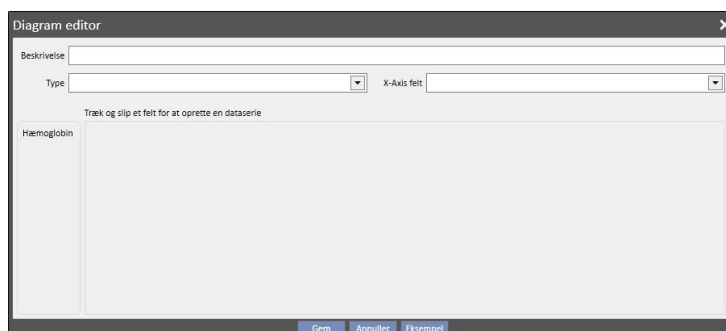 Diagram editor
Beskrivelse
Type
X-Axis felt
Træk og slip et felt for at oprette en dataserie
Hæmoglobin
Gem Annuller Eksempel